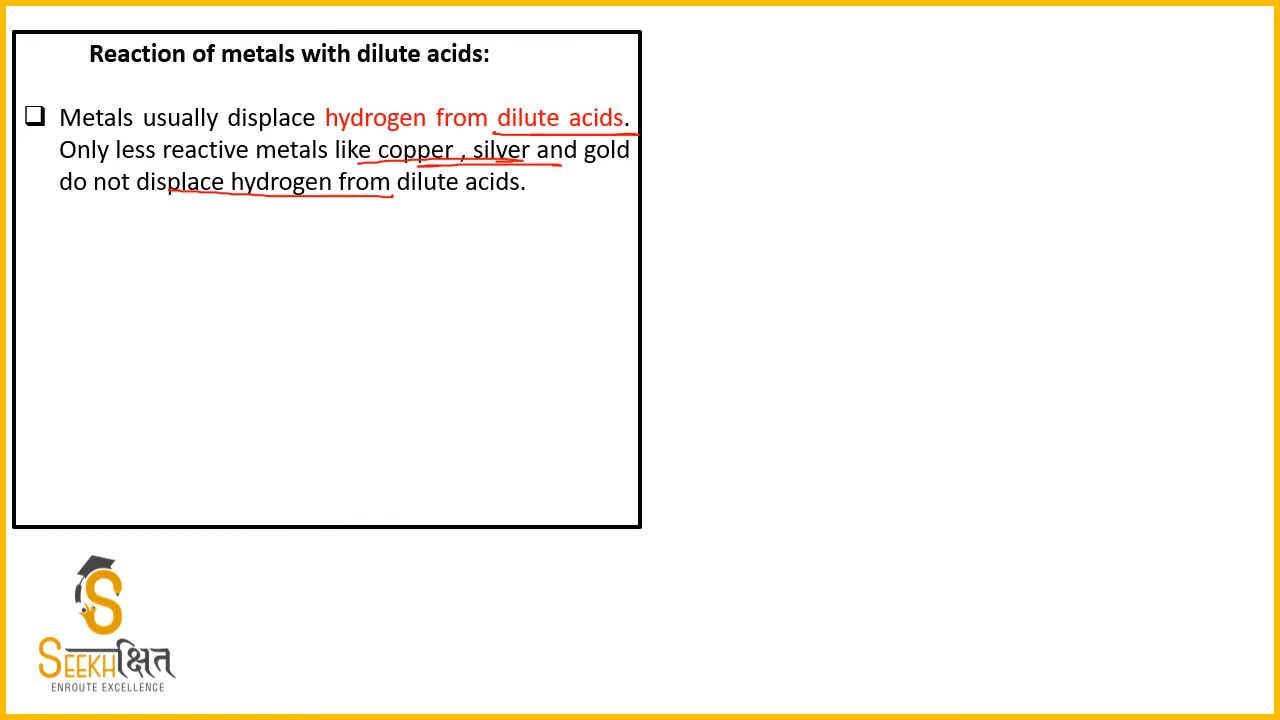 Reaction of metals with dilute acids:
❑ Metals usually displace hydrogen from dilute acids.
Only less reactive metals like copper , silver and gold
do not displace hydrogen from dilute acids.
S
SEEKHक्षित
ENROUTE EXCELLENCE